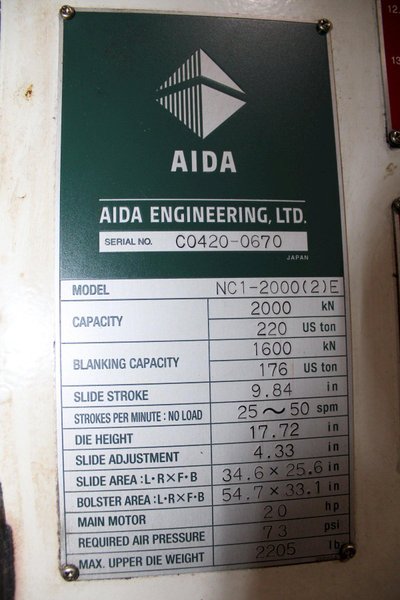 AIDA
AIDA ENGINEERING, LTD.
SERIAL NO. C0420-0670
JAPAN
MODEL NC1-2000(2)E
CAPACITY 2000 kN
220 US ton
BLANKING CAPACITY 1600 kN
176 US ton
SLIDE STROKE 9.84 in
STROKES PER MINUTE : NO LOAD 25~50 spm
DIE HEIGHT 17.72 in
SLIDE ADJUSTMENT 4.33 in
SLIDE AREA : L・R×F・B 34.6×25.6 in
BOLSTER AREA : L・R×F・B 54.7×33.1 in
MAIN MOTOR 20 hp
REQUIRED AIR PRESSURE 73 psi
MAX. UPPER DIE WEIGHT 2205 lb
12.
13